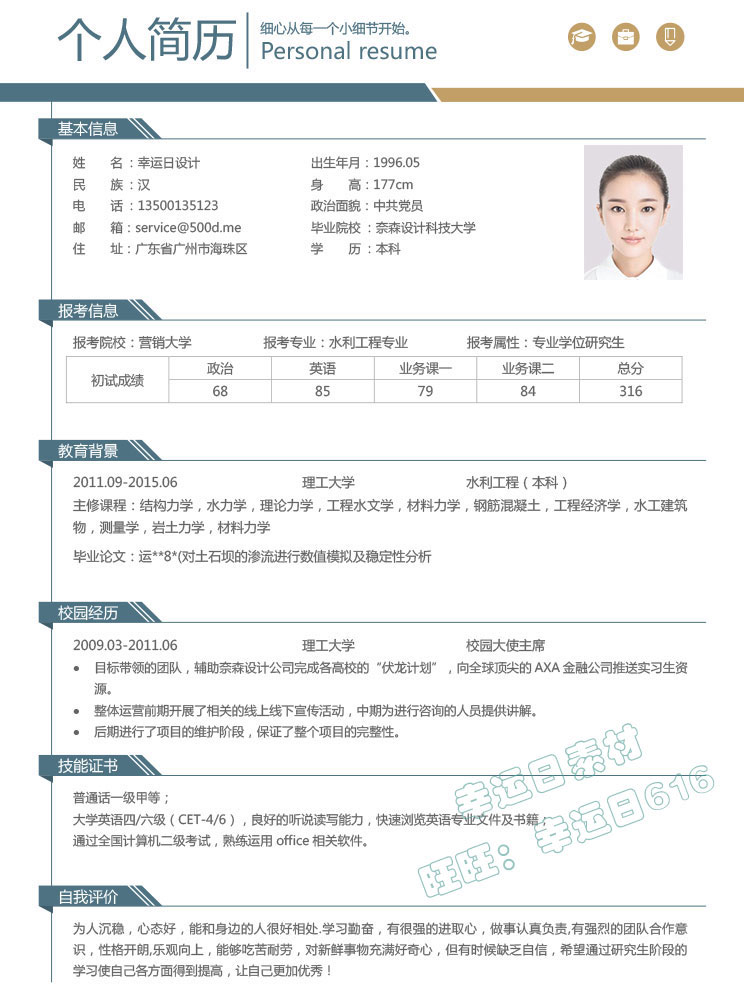 个人简历
细心从每一个小细节开始。
Personal resume
基本信息
姓 名：幸运日设计 出生年月：1996.05
民 族：汉 身 高：177cm
电 话：13500135123 政治面貌：中共党员
邮 箱：service@500d.me 毕业院校：奈森设计科技大学
住 址：广东省广州市海珠区 学 历：本科
报考信息
报考院校：营销大学 报考专业：水利工程专业 报考属性：专业学位研究生
初试成绩 政治 英语 业务课一 业务课二 总分
68 85 79 84 316
教育背景
2011.09-2015.06 理工大学 水利工程（本科）
主修课程：结构力学，水力学，理论力学，工程水文学，材料力学，钢筋混凝土，工程经济学，水工建筑
物，测量学，岩土力学，材料力学
毕业论文：运**8*(对土石坝的渗流进行数值模拟及稳定性分析
校园经历
2009.03-2011.06 理工大学 校园大使主席
● 目标带领的团队，辅助奈森设计公司完成各高校的“伏龙计划”，向全球顶尖的AXA金融公司推送实习生资
源。
● 整体运营前期开展了相关的线上线下宣传活动，中期为进行咨询的人员提供讲解。
● 后期进行了项目的维护阶段，保证了整个项目的完整性。
技能证书
普通话一级甲等；
大学英语四/六级（CET-4/6），良好的听说读写能力，快速浏览英语专业文件及书籍；
通过全国计算机二级考试，熟练运用office相关软件。
幸运日素材
旺旺：幸运日616
自我评价
为人沉稳，心态好，能和身边的人很好相处.学习勤奋，有很强的进取心，做事认真负责,有强烈的团队合作意
识，性格开朗,乐观向上，能够吃苦耐劳，对新鲜事物充满好奇心，但有时候缺乏自信，希望通过研究生阶段的
学习使自己各方面得到提高，让自己更加优秀！